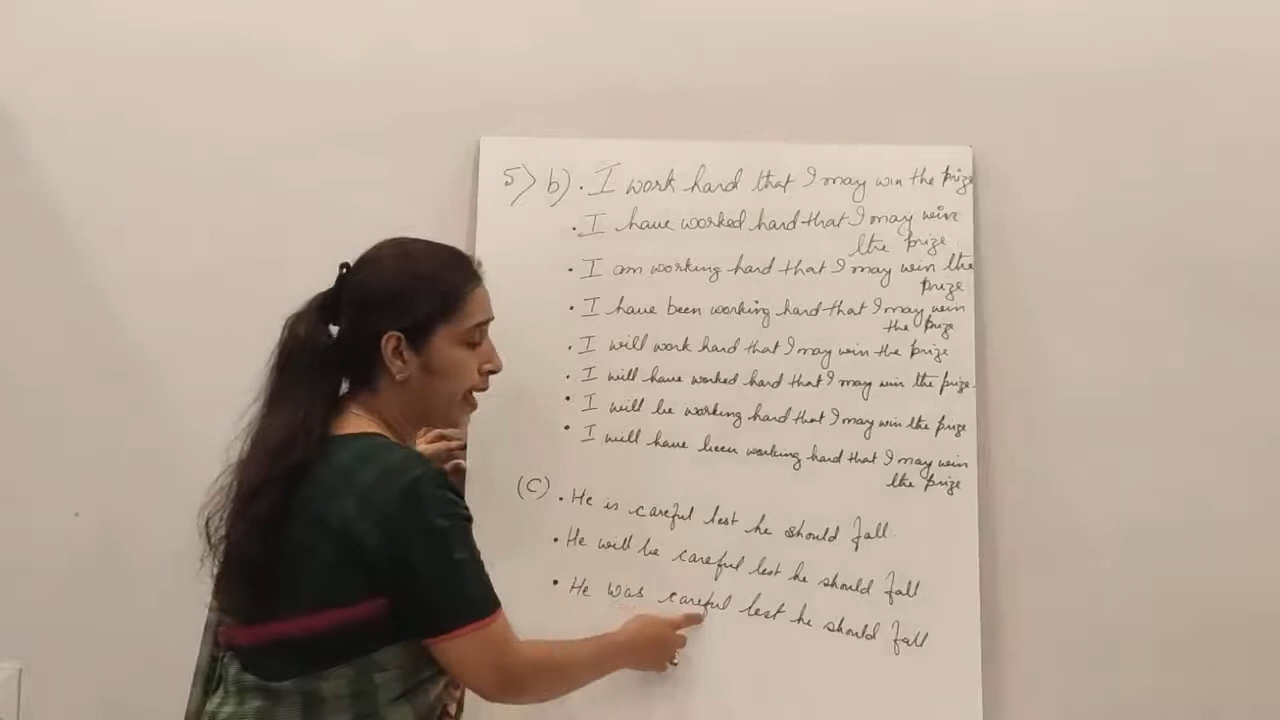 5) b). I work hard that I may win the prize
. I have worked hard that I may win
the prize
. I am working hard that I may win the
prize
. I have been working hard that I may win
the prize
. I will work hard that I may win the prize
. I will have worked hard that I may win the prize.
. I will be working hard that I may win the prize
. I will have been working hard that I may win
the prize
(C) . He is careful lest he should fall.
. He will be careful lest he should fall
. He was careful lest he should fall